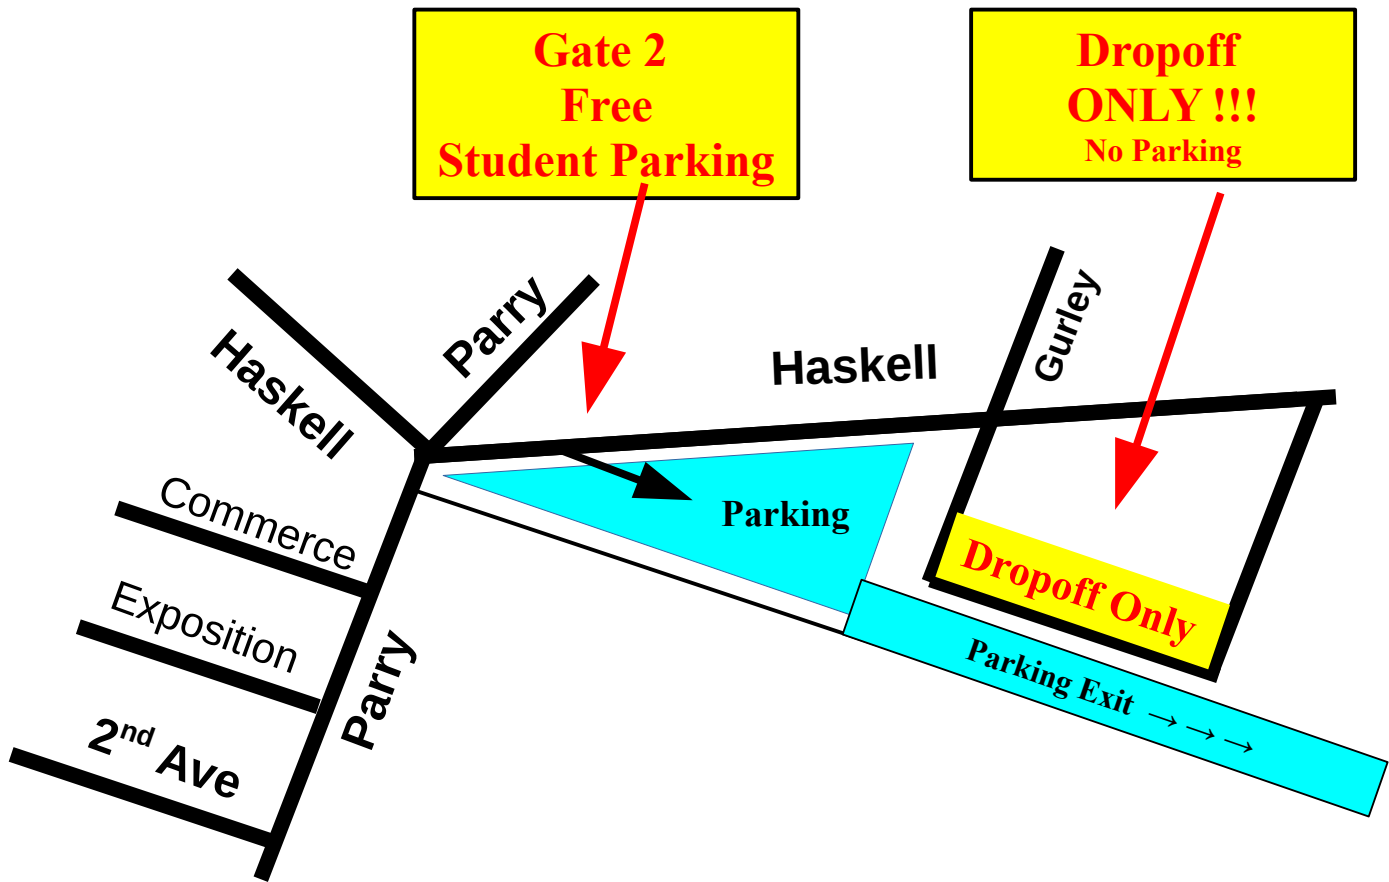 Gate 2
Free
Student Parking
Dropoff
ONLY !!!
No Parking
Haskell
Parry
Haskell
Gurley
Commerce
Parking
Exposition
Dropoff Only
Parry
Parking Exit → → →
2nd Ave